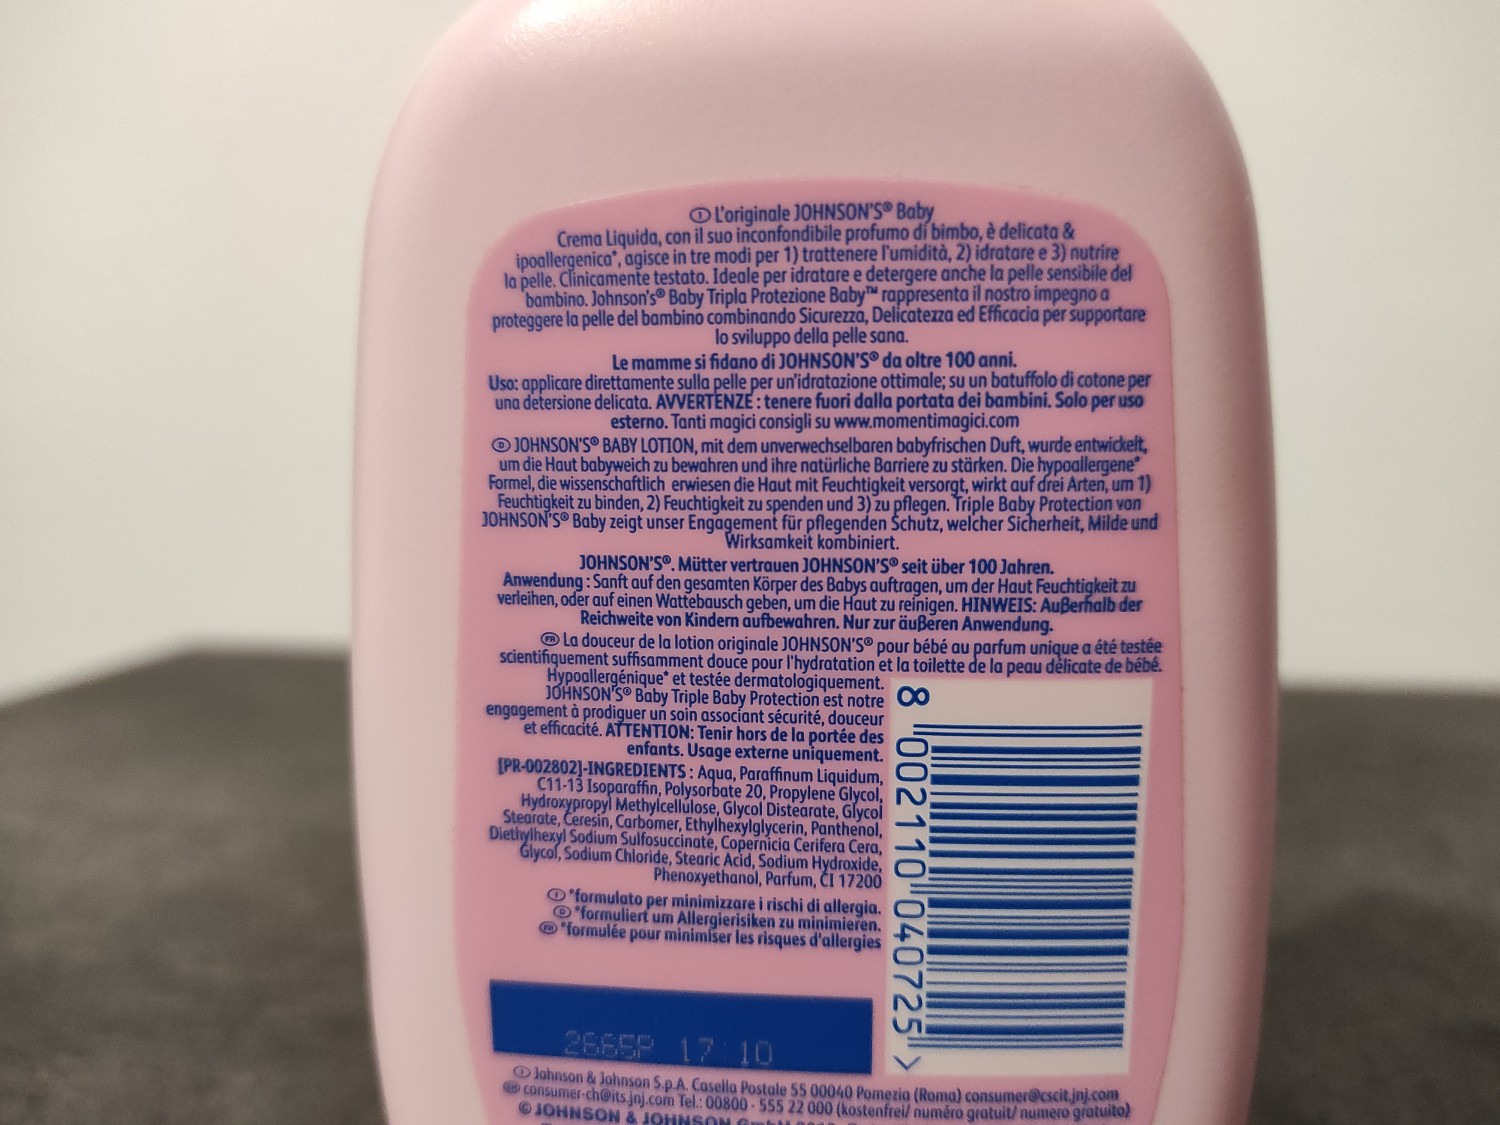 I L'originale JOHNSON'S® Baby
Crema Liquida, con il suo inconfondibile profumo di bimbo, è delicata &
ipoallergenica*, agisce in tre modi per 1) trattenere l'umidità, 2) idratare e 3) nutrire
la pelle. Clinicamente testato. Ideale per idratare e detergere anche la pelle sensibile del
bambino. Johnson's® Baby Tripla Protezione Baby™ rappresenta il nostro impegno a
proteggere la pelle del bambino combinando Sicurezza, Delicatezza ed Efficacia per supportare
lo sviluppo della pelle sana.
Le mamme si fidano di JOHNSON'S® da oltre 100 anni.
Uso: applicare direttamente sulla pelle per un'idratazione ottimale; su un batuffolo di cotone per
una detersione delicata. AVVERTENZE : tenere fuori dalla portata dei bambini. Solo per uso
esterno. Tanti magici consigli su www.momentimagici.com
D JOHNSON'S® BABY LOTION, mit dem unverwechselbaren babyfrischen Duft, wurde entwickelt,
um die Haut babyweich zu bewahren und ihre natürliche Barriere zu stärken. Die hypoallergene*
Formel, die wissenschaftlich erwiesen die Haut mit Feuchtigkeit versorgt, wirkt auf drei Arten, um 1)
Feuchtigkeit zu binden, 2) Feuchtigkeit zu spenden und 3) zu pflegen. Triple Baby Protection von
JOHNSON'S® Baby zeigt unser Engagement für pflegenden Schutz, welcher Sicherheit, Milde und
Wirksamkeit kombiniert.
JOHNSON'S®. Mütter vertrauen JOHNSON'S® seit über 100 Jahren.
Anwendung : Sanft auf den gesamten Körper des Babys auftragen, um der Haut Feuchtigkeit zu
verleihen, oder auf einen Wattebausch geben, um die Haut zu reinigen. HINWEIS: Außerhalb der
Reichweite von Kindern aufbewahren. Nur zur äußeren Anwendung.
FR La douceur de la lotion originale JOHNSON'S® pour bébé au parfum unique a été testée
scientifiquement suffisamment douce pour l'hydratation et la toilette de la peau délicate de bébé.
Hypoallergénique* et testée dermatologiquement.
JOHNSON'S® Baby Triple Baby Protection est notre
engagement à prodiguer un soin associant sécurité, douceur
et efficacité. ATTENTION: Tenir hors de la portée des
enfants. Usage externe uniquement.
[PR-002802]-INGREDIENTS : Aqua, Paraffinum Liquidum,
C11-13 Isoparaffin, Polysorbate 20, Propylene Glycol,
Hydroxypropyl Methylcellulose, Glycol Distearate, Glycol
Stearate, Ceresin, Carbomer, Ethylhexylglycerin, Panthenol,
Diethylhexyl Sodium Sulfosuccinate, Copernicia Cerifera Cera,
Glycol, Sodium Chloride, Stearic Acid, Sodium Hydroxide,
Phenoxyethanol, Parfum, CI 17200
I *formulato per minimizzare i rischi di allergia.
D *formuliert um Allergierisiken zu minimieren.
FR *formulée pour minimiser les risques d'allergies
8 002110 040725 >
2665P 17 10
I Johnson & Johnson S.p.A. Casella Postale 55 00040 Pomezia (Roma) consumer@cscit.jnj.com
CH consumer-ch@its.jnj.com Tel.: 00800 - 555 22 000 (kostenfrei/ numéro gratuit/ numero gratuito)
© JOHNSON & JOHNSON GmbH